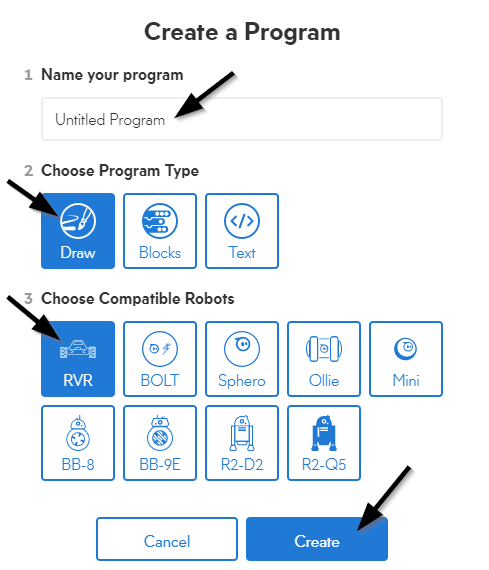 Create a Program
1 Name your program
Untitled Program
2 Choose Program Type
Draw Blocks Text
3 Choose Compatible Robots
RVR BOLT Sphero Ollie Mini
BB-8 BB-9E R2-D2 R2-Q5
Cancel Create